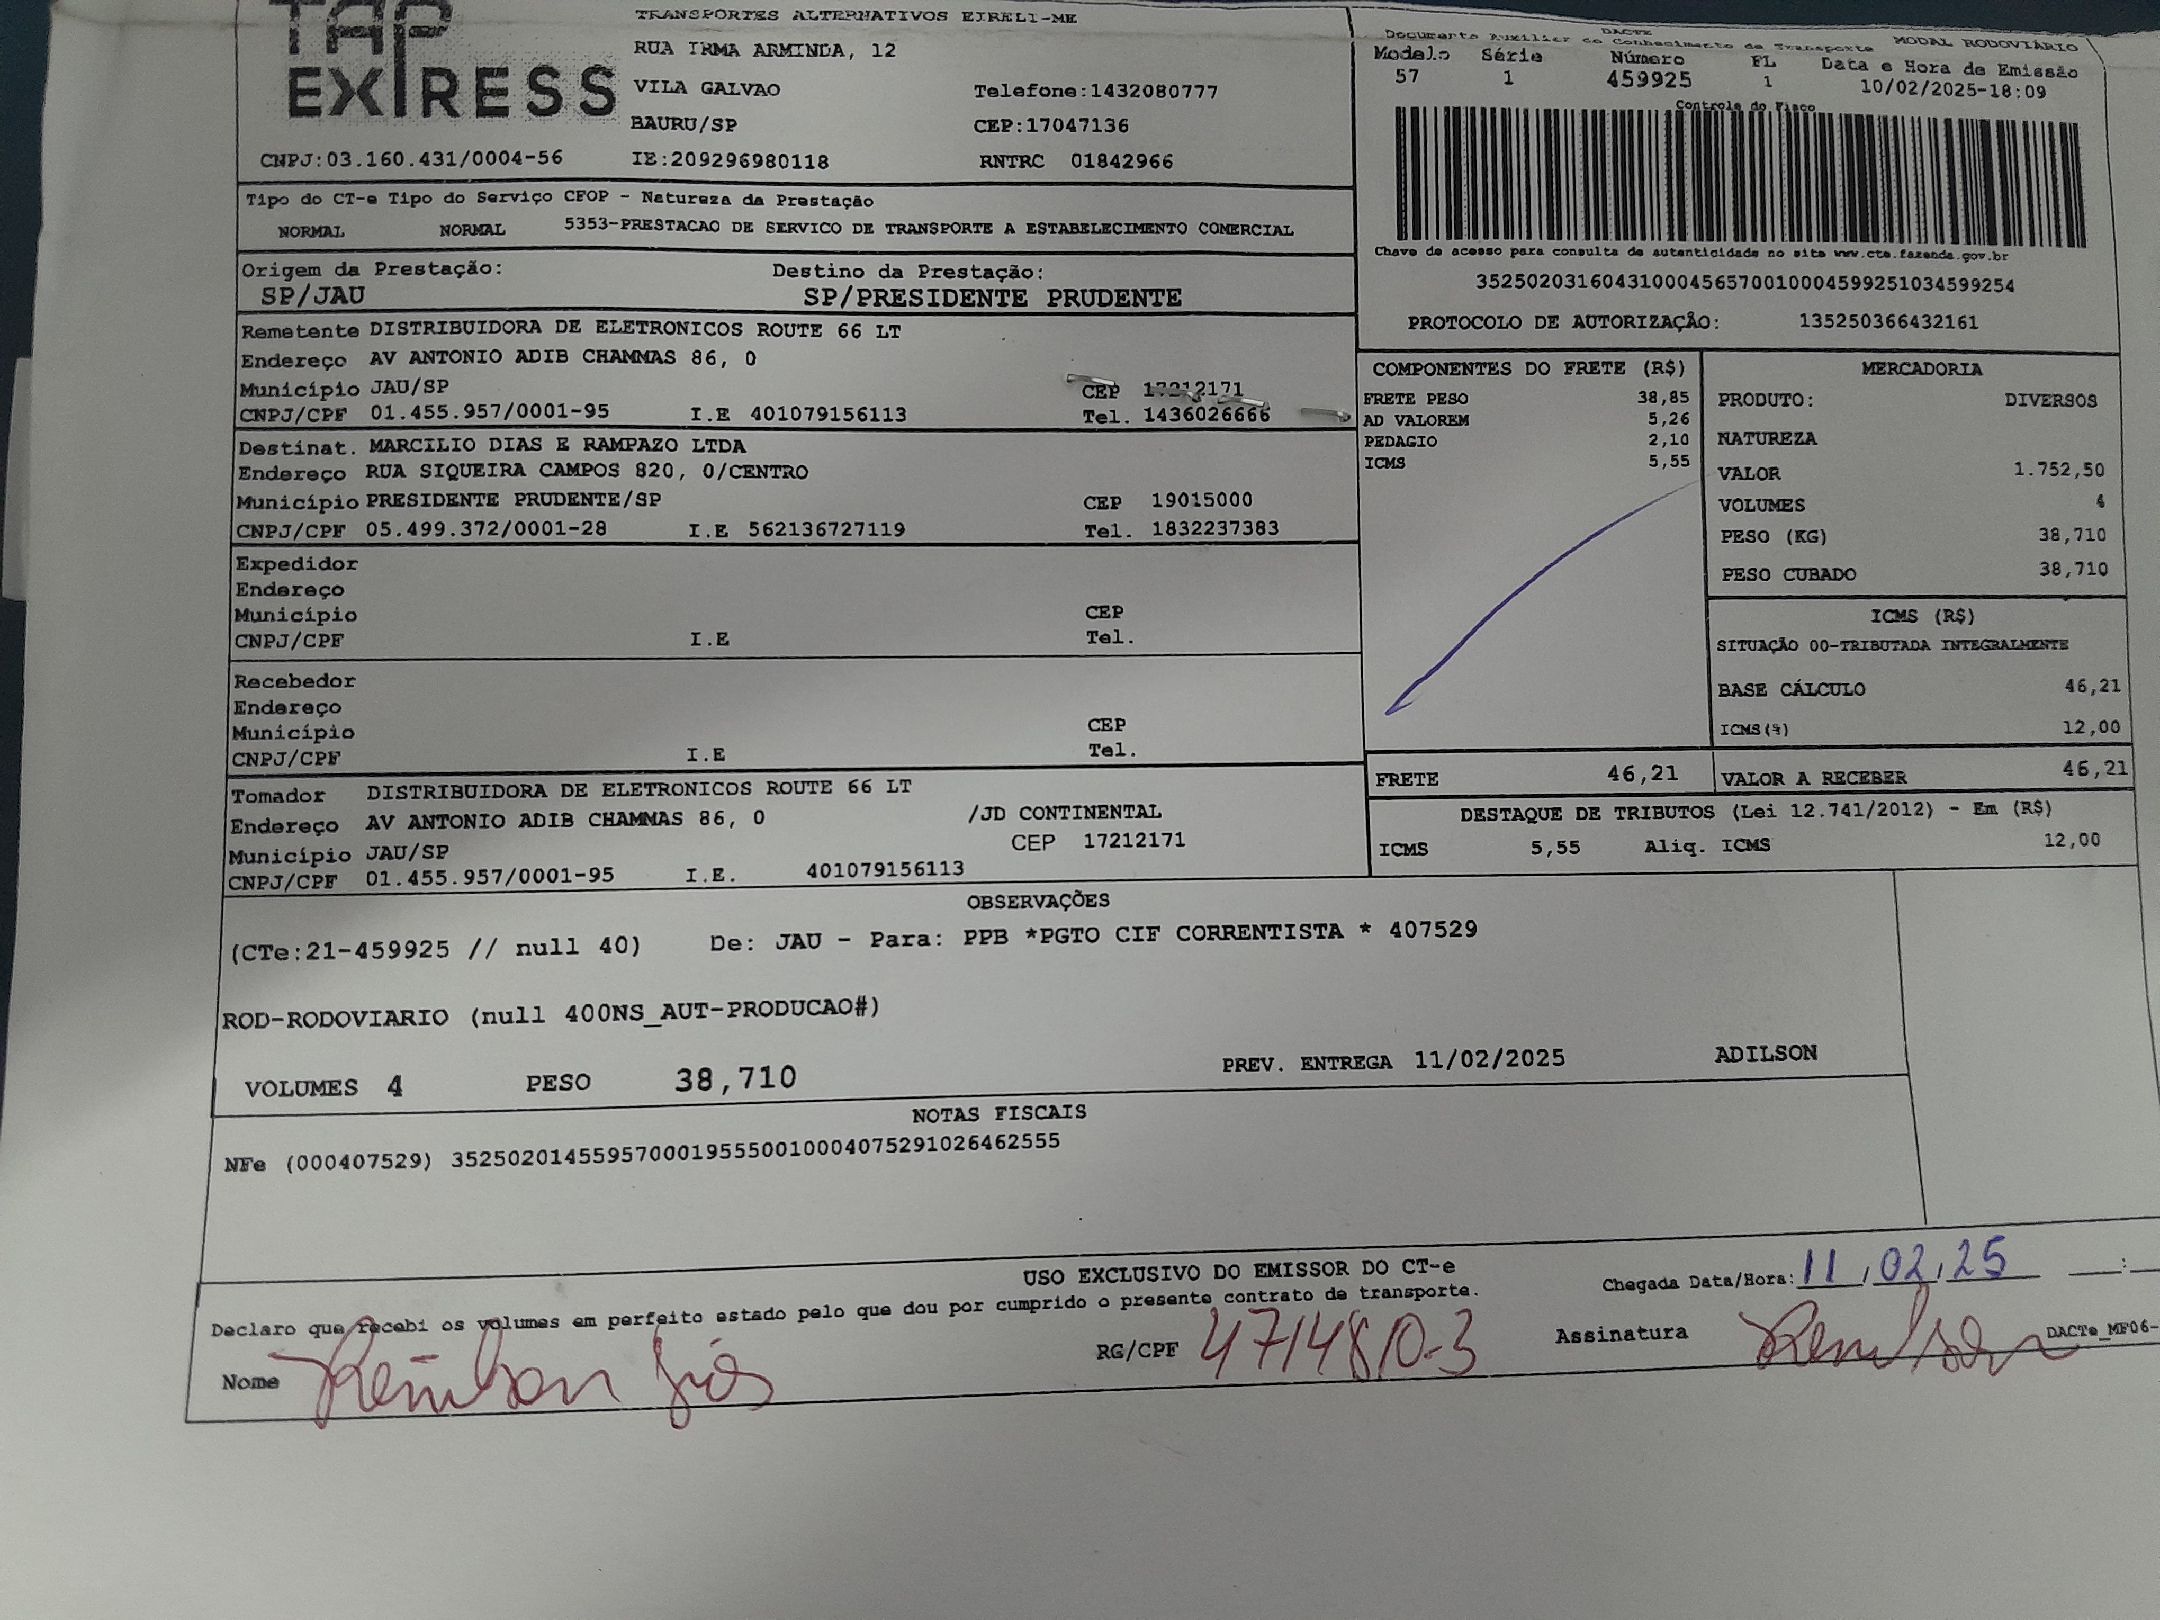 TAP
EXPRESS
TRANSPORTES ALTERNATIVOS EIRELI-ME
RUA IRMA ARMINDA, 12
VILA GALVAO Telefone:1432080777
BAURU/SP CEP:17047136
CNPJ:03.160.431/0004-56 IE:209296980118 RNTRC 01842966
DACTE
Documento Auxiliar do Conhecimento de Transporte MODAL RODOVIÁRIO
Modelo Série Número FL Data e Hora de Emissão
57 1 459925 1 10/02/2025-18:09
Controle do Fisco
Chave de acesso para consulta de autenticidade no site www.cte.fazenda.gov.br
35250203160431000456570010004599251034599254
PROTOCOLO DE AUTORIZAÇÃO: 135250366432161
Tipo do CT-e Tipo do Serviço CFOP - Natureza da Prestação
NORMAL NORMAL 5353-PRESTACAO DE SERVICO DE TRANSPORTE A ESTABELECIMENTO COMERCIAL
Origem da Prestação: Destino da Prestação:
SP/JAU SP/PRESIDENTE PRUDENTE
Remetente DISTRIBUIDORA DE ELETRONICOS ROUTE 66 LT
Endereço AV ANTONIO ADIB CHAMMAS 86, 0
Município JAU/SP CEP 17212171
CNPJ/CPF 01.455.957/0001-95 I.E 401079156113 Tel. 1436026666
Destinat. MARCILIO DIAS E RAMPAZO LTDA
Endereço RUA SIQUEIRA CAMPOS 820, 0/CENTRO
Município PRESIDENTE PRUDENTE/SP CEP 19015000
CNPJ/CPF 05.499.372/0001-28 I.E 562136727119 Tel. 1832237383
Expedidor
Endereço
Município CEP
CNPJ/CPF I.E Tel.
Recebedor
Endereço
Município CEP
CNPJ/CPF I.E Tel.
Tomador DISTRIBUIDORA DE ELETRONICOS ROUTE 66 LT
Endereço AV ANTONIO ADIB CHAMMAS 86, 0 /JD CONTINENTAL
Município JAU/SP CEP 17212171
CNPJ/CPF 01.455.957/0001-95 I.E. 401079156113
COMPONENTES DO FRETE (R$)
FRETE PESO 38,85
AD VALOREM 5,26
PEDAGIO 2,10
ICMS 5,55
MERCADORIA
PRODUTO: DIVERSOS
NATUREZA
VALOR 1.752,50
VOLUMES 4
PESO (KG) 38,710
PESO CUBADO 38,710
ICMS (R$)
SITUAÇÃO 00-TRIBUTADA INTEGRALMENTE
BASE CÁLCULO 46,21
ICMS(%) 12,00
FRETE 46,21 VALOR A RECEBER 46,21
DESTAQUE DE TRIBUTOS (Lei 12.741/2012) - Em (R$)
ICMS 5,55 Aliq. ICMS 12,00
OBSERVAÇÕES
(CTe:21-459925 // null 40) De: JAU - Para: PPB *PGTO CIF CORRENTISTA * 407529
ROD-RODOVIARIO (null 400NS_AUT-PRODUCAO#)
VOLUMES 4 PESO 38,710 PREV. ENTREGA 11/02/2025 ADILSON
NOTAS FISCAIS
NFe (000407529) 35250201455957000195550010004075291026462555
USO EXCLUSIVO DO EMISSOR DO CT-e
Chegada Data/Hora: 11,02,25 :
Declaro que recebi os volumes em perfeito estado pelo que dou por cumprido o presente contrato de transporte.
Nome RG/CPF 4714810-3 Assinatura DACTe_MF06-